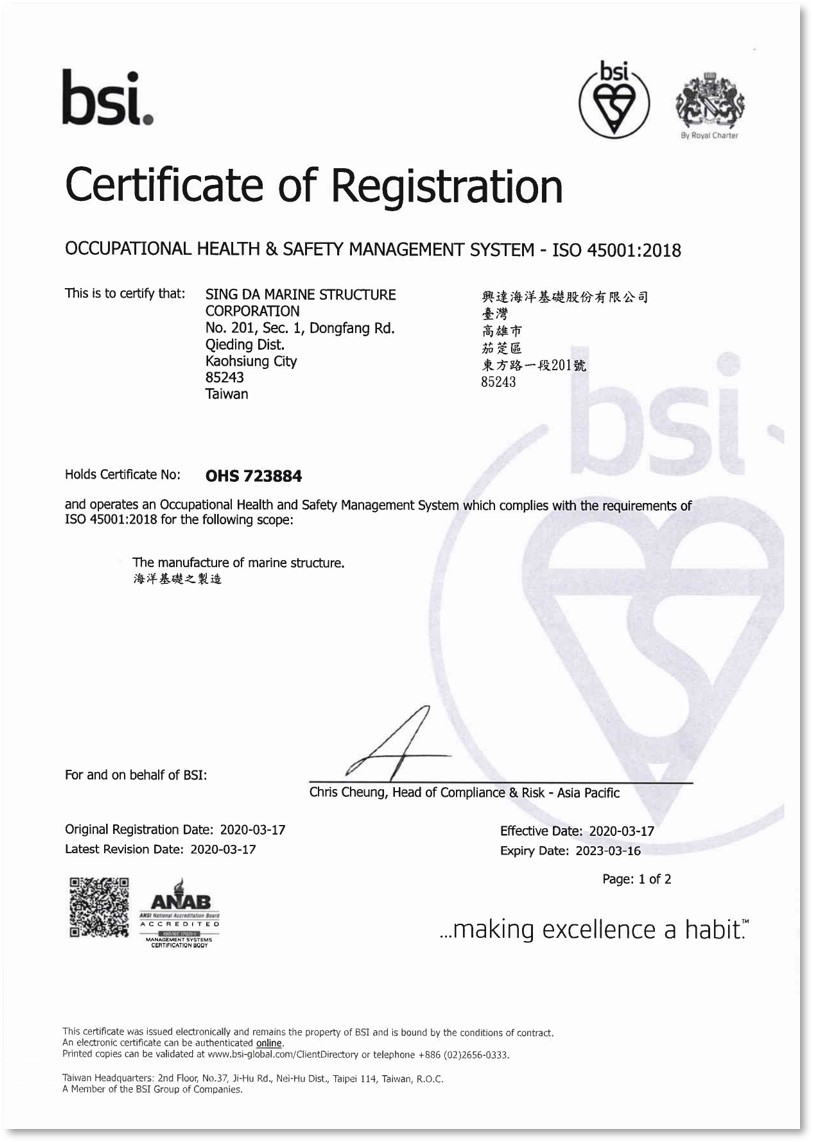 bsi.
bsi
By Royal Charter
Certificate of Registration
OCCUPATIONAL HEALTH & SAFETY MANAGEMENT SYSTEM - ISO 45001:2018
This is to certify that:
SING DA MARINE STRUCTURE
CORPORATION
No. 201, Sec. 1, Dongfang Rd.
Qieding Dist.
Kaohsiung City
85243
Taiwan
興達海洋基礎股份有限公司
臺灣
高雄市
茄萣區
東方路一段201號
85243
bsi
Holds Certificate No: OHS 723884
and operates an Occupational Health and Safety Management System which complies with the requirements of
ISO 45001:2018 for the following scope:
The manufacture of marine structure.
海洋基礎之製造
For and on behalf of BSI:
Chris Cheung, Head of Compliance & Risk - Asia Pacific
Original Registration Date: 2020-03-17
Effective Date: 2020-03-17
Latest Revision Date: 2020-03-17
Expiry Date: 2023-03-16
Page: 1 of 2
ANAB
ANSI National Accreditation Board
ACCREDITED
MANAGEMENT SYSTEMS
CERTIFICATION BODY
...making excellence a habit.™
This certificate was issued electronically and remains the property of BSI and is bound by the conditions of contract.
An electronic certificate can be authenticated online.
Printed copies can be validated at www.bsi-global.com/ClientDirectory or telephone +886 (02)2656-0333.
Taiwan Headquarters: 2nd Floor, No.37, Ji-Hu Rd., Nei-Hu Dist., Taipei 114, Taiwan, R.O.C.
A Member of the BSI Group of Companies.